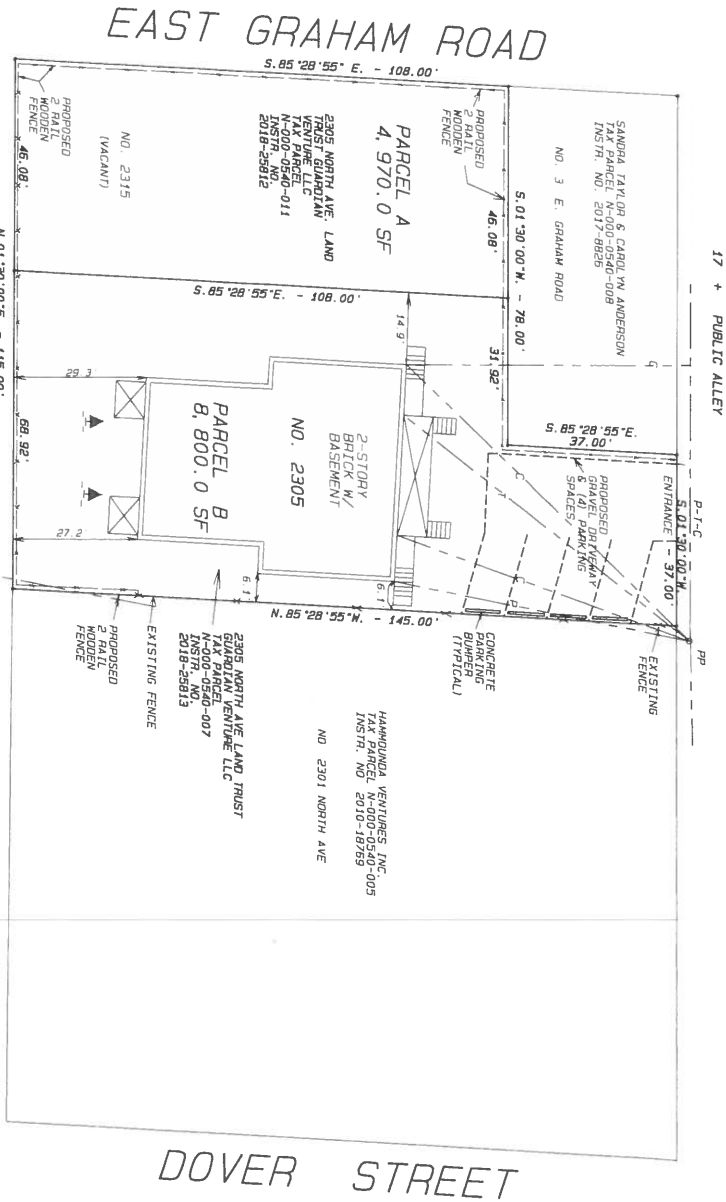 EAST GRAHAM ROAD
S.85°28'55" E. - 108.00'
17 + PUBLIC ALLEY
SANDRA TAYLOR & CAROLYN ANDERSON
TAX PARCEL N-000-0540-008
INSTR. NO. 2017-8826
NO. 3 E. GRAHAM ROAD
S.01°30'00"W. - 78.00'
46.08'
31.92'
PROPOSED
2 RAIL
WOODEN
FENCE
PARCEL A
4,970.0 SF
2305 NORTH AVE. LAND
TRUST GUARDIAN
VENTURE LLC
TAX PARCEL
N-000-0540-011
INSTR. NO.
2018-25812
NO. 2315
(VACANT)
PROPOSED
2 RAIL
WOODEN
FENCE
46.08'
S.85°28'55"E. - 108.00'
14.9'
G
S.85°28'55"E.
37.00'
P-T-C
S.01°30'00"W.
- 37.00'
ENTRANCE
PP
PROPOSED
GRAVEL DRIVEWAY
& (4) PARKING
SPACES
C
T
C
P
EXISTING
FENCE
CONCRETE
PARKING
BUMPER
(TYPICAL)
2-STORY
BRICK W/
BASEMENT
NO. 2305
PARCEL B
8,800.0 SF
29.3'
27.2
68.92'
6.1'
6.1
N.85°28'55"W. - 145.00'
EXISTING FENCE
PROPOSED
2 RAIL
WOODEN
FENCE
2305 NORTH AVE LAND TRUST
GUARDIAN VENTURE LLC
TAX PARCEL
N-000-0540-007
INSTR. NO.
2018-25813
HAMMOUNDA VENTURES INC.
TAX PARCEL N-000-0540-005
INSTR. NO 2010-18769
NO 2301 NORTH AVE
DOVER STREET